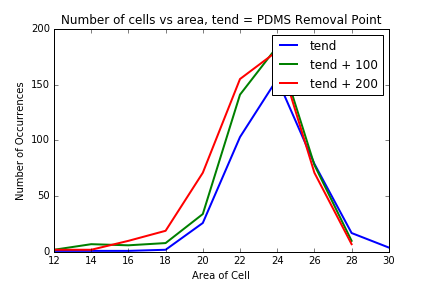 Number of cells vs area, tend = PDMS Removal Point
200
150
100
50
0
Number of Occurrences
tend
tend + 100
tend + 200
12 14 16 18 20 22 24 26 28 30
Area of Cell